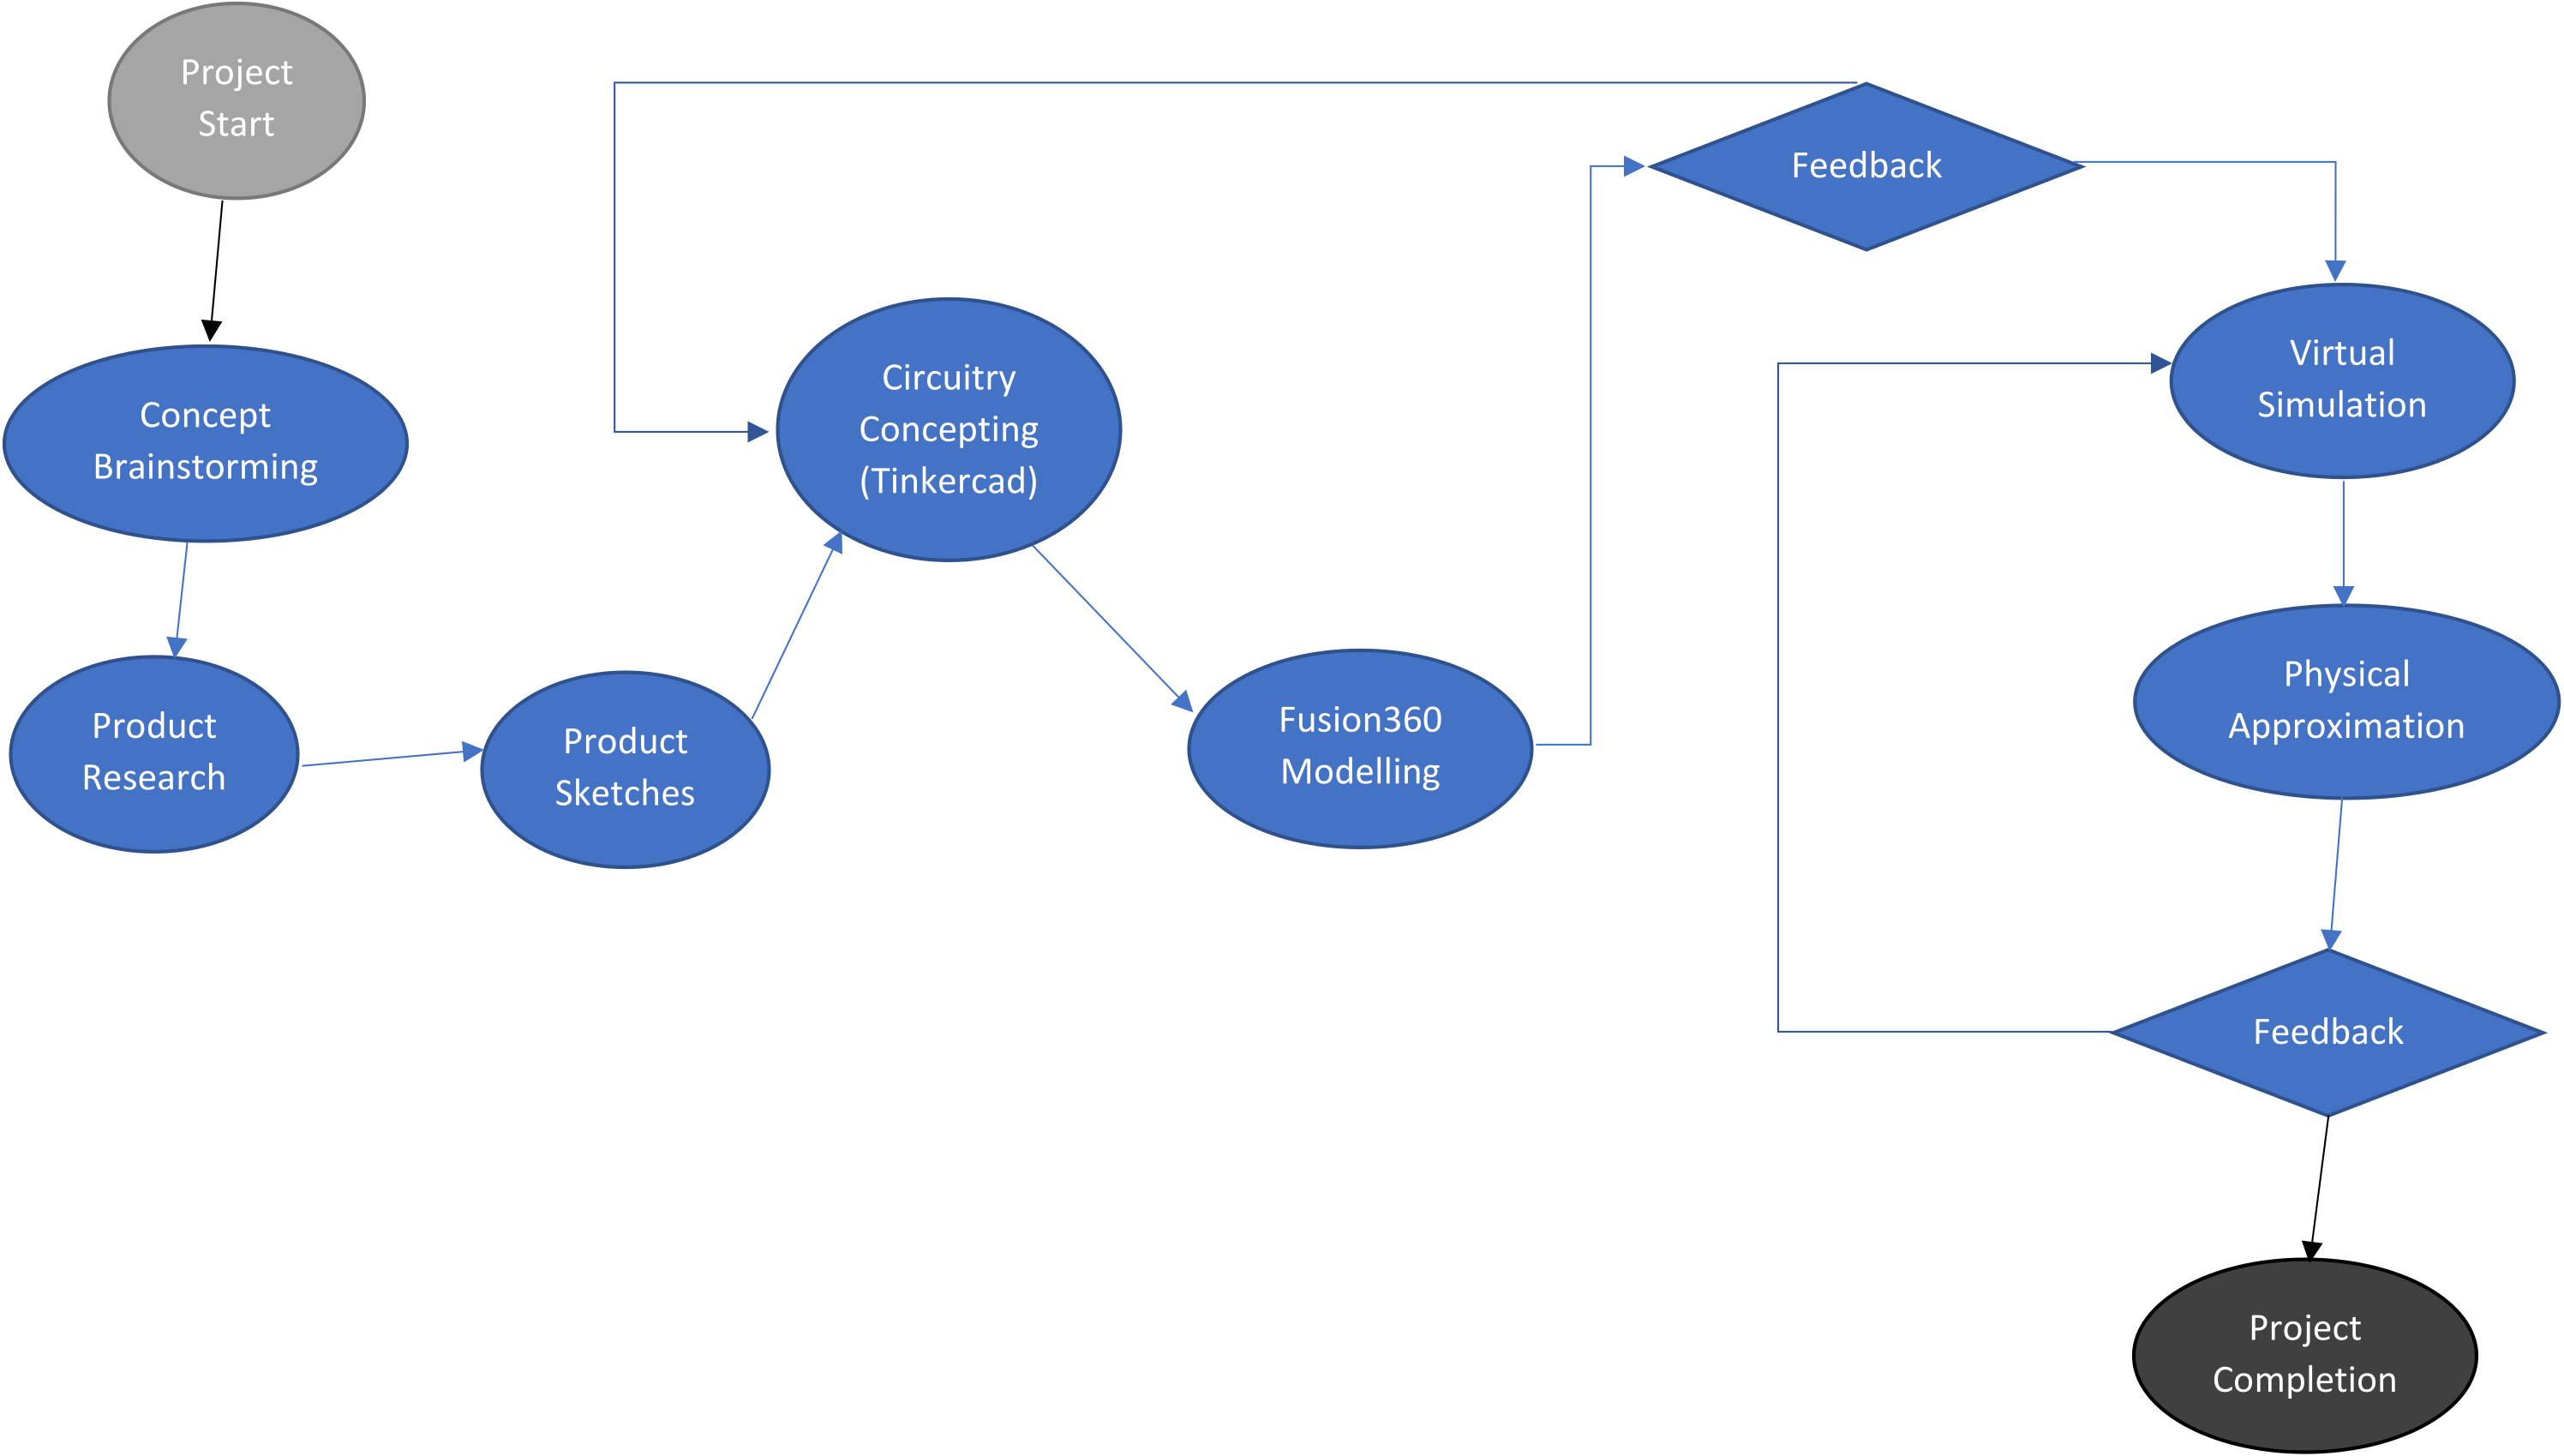 Project
Start
Concept
Brainstorming
Product
Research
Product
Sketches
Circuitry
Concepting
(Tinkercad)
Fusion360
Modelling
Feedback
Virtual
Simulation
Physical
Approximation
Feedback
Project
Completion